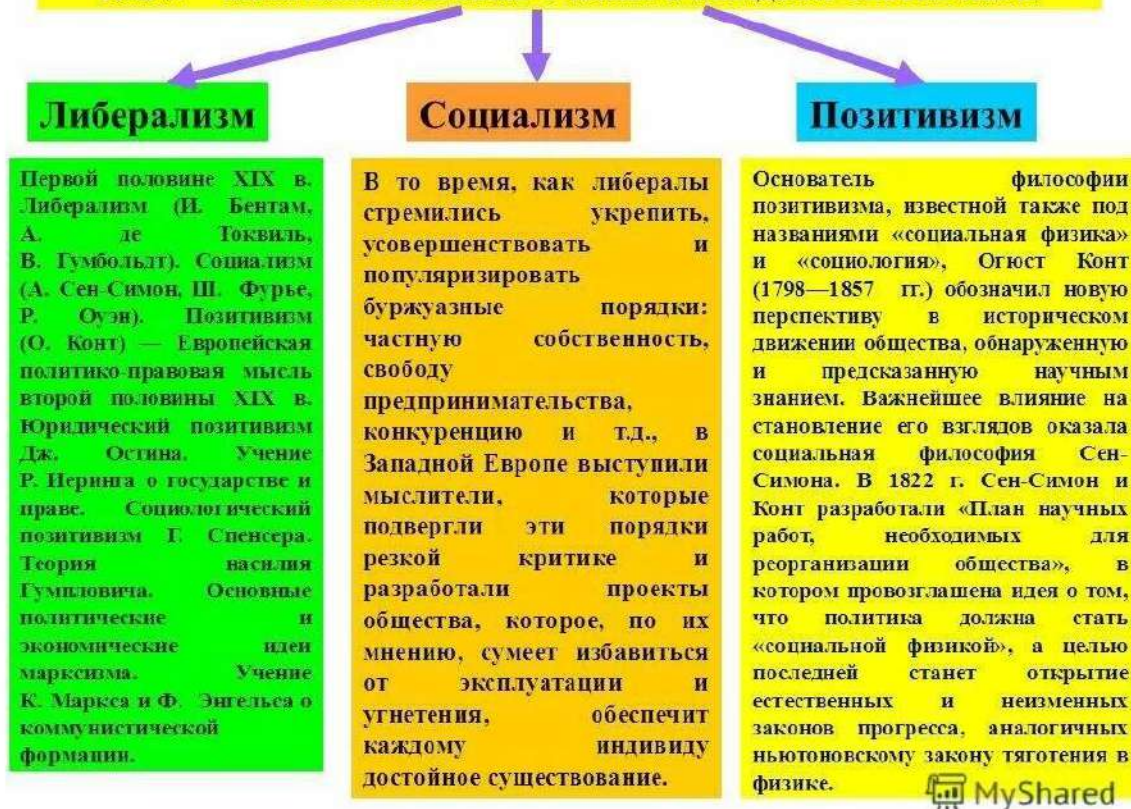 Либерализм
Первой половине XIX в.
Либерализм (И. Бентам,
А. де Токвиль,
В. Гумбольдт). Социализм
(А. Сен-Симон, Ш. Фурье,
Р. Оуэн). Позитивизм
(О. Конт) — Европейская
политико-правовая мысль
второй половины XIX в.
Юридический позитивизм
Дж. Остина. Учение
Р. Иеринга о государстве и
праве. Социологический
позитивизм Г. Спенсера.
Теория насилия
Гумпловича. Основные
политические и
экономические идеи
марксизма. Учение
К. Маркса и Ф. Энгельса о
коммунистической
формации.
Социализм
В то время, как либералы
стремились укрепить,
усовершенствовать и
популяризировать
буржуазные порядки:
частную собственность,
свободу
предпринимательства,
конкуренцию и т.д., в
Западной Европе выступили
мыслители, которые
подвергли эти порядки
резкой критике и
разработали проекты
общества, которое, по их
мнению, сумеет избавиться
от эксплуатации и
угнетения, обеспечит
каждому индивиду
достойное существование.
Позитивизм
Основатель философии
позитивизма, известной также под
названиями «социальная физика»
и «социология», Огюст Конт
(1798—1857 гг.) обозначил новую
перспективу в историческом
движении общества, обнаруженную
и предсказанную научным
знанием. Важнейшее влияние на
становление его взглядов оказала
социальная философия Сен-
Симона. В 1822 г. Сен-Симон и
Конт разработали «План научных
работ, необходимых для
реорганизации общества», в
котором провозглашена идея о том,
что политика должна стать
«социальной физикой», а целью
последней станет открытие
естественных и неизменных
законов прогресса, аналогичных
ньютоновскому закону тяготения в
физике.
MyShared